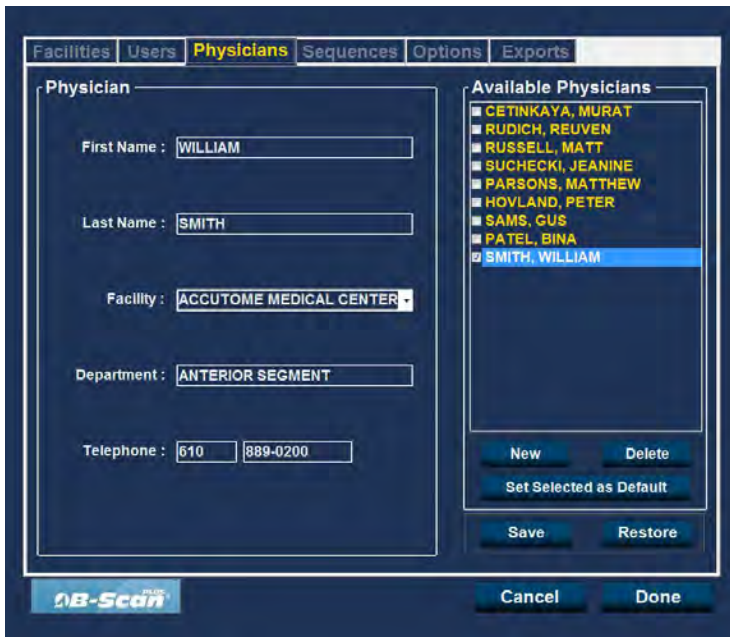 Facilities Users Physicians Sequences Options Exports
Physician
First Name : WILLIAM
Last Name : SMITH
Facility : ACCUTOME MEDICAL CENTER
Department : ANTERIOR SEGMENT
Telephone : 610 889-0200
Available Physicians
CETINKAYA, MURAT
RUDICH, REUVEN
RUSSELL, MATT
SUCHECKI, JEANINE
PARSONS, MATTHEW
HOVLAND, PETER
SAMS, GUS
PATEL, BINA
SMITH, WILLIAM
New Delete
Set Selected as Default
Save Restore
B-Scan PLUS
Cancel Done